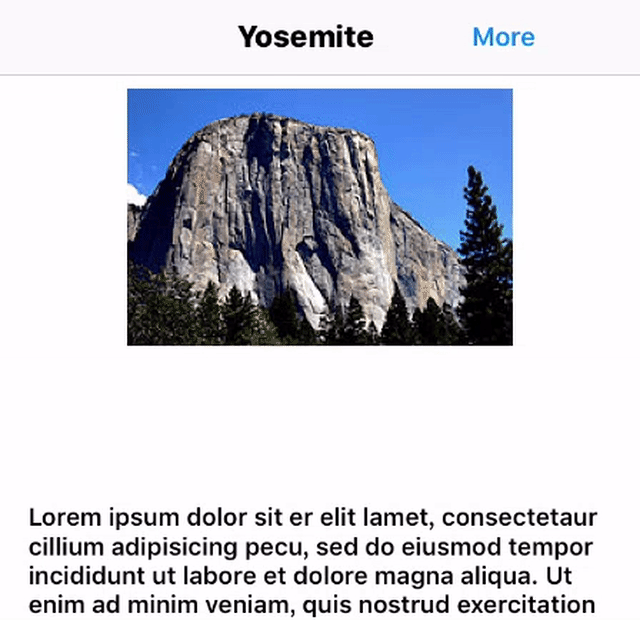 Yosemite
More
Lorem ipsum dolor sit er elit lamet, consectetaur
cillium adipisicing pecu, sed do eiusmod tempor
incididunt ut labore et dolore magna aliqua. Ut
enim ad minim veniam, quis nostrud exercitation